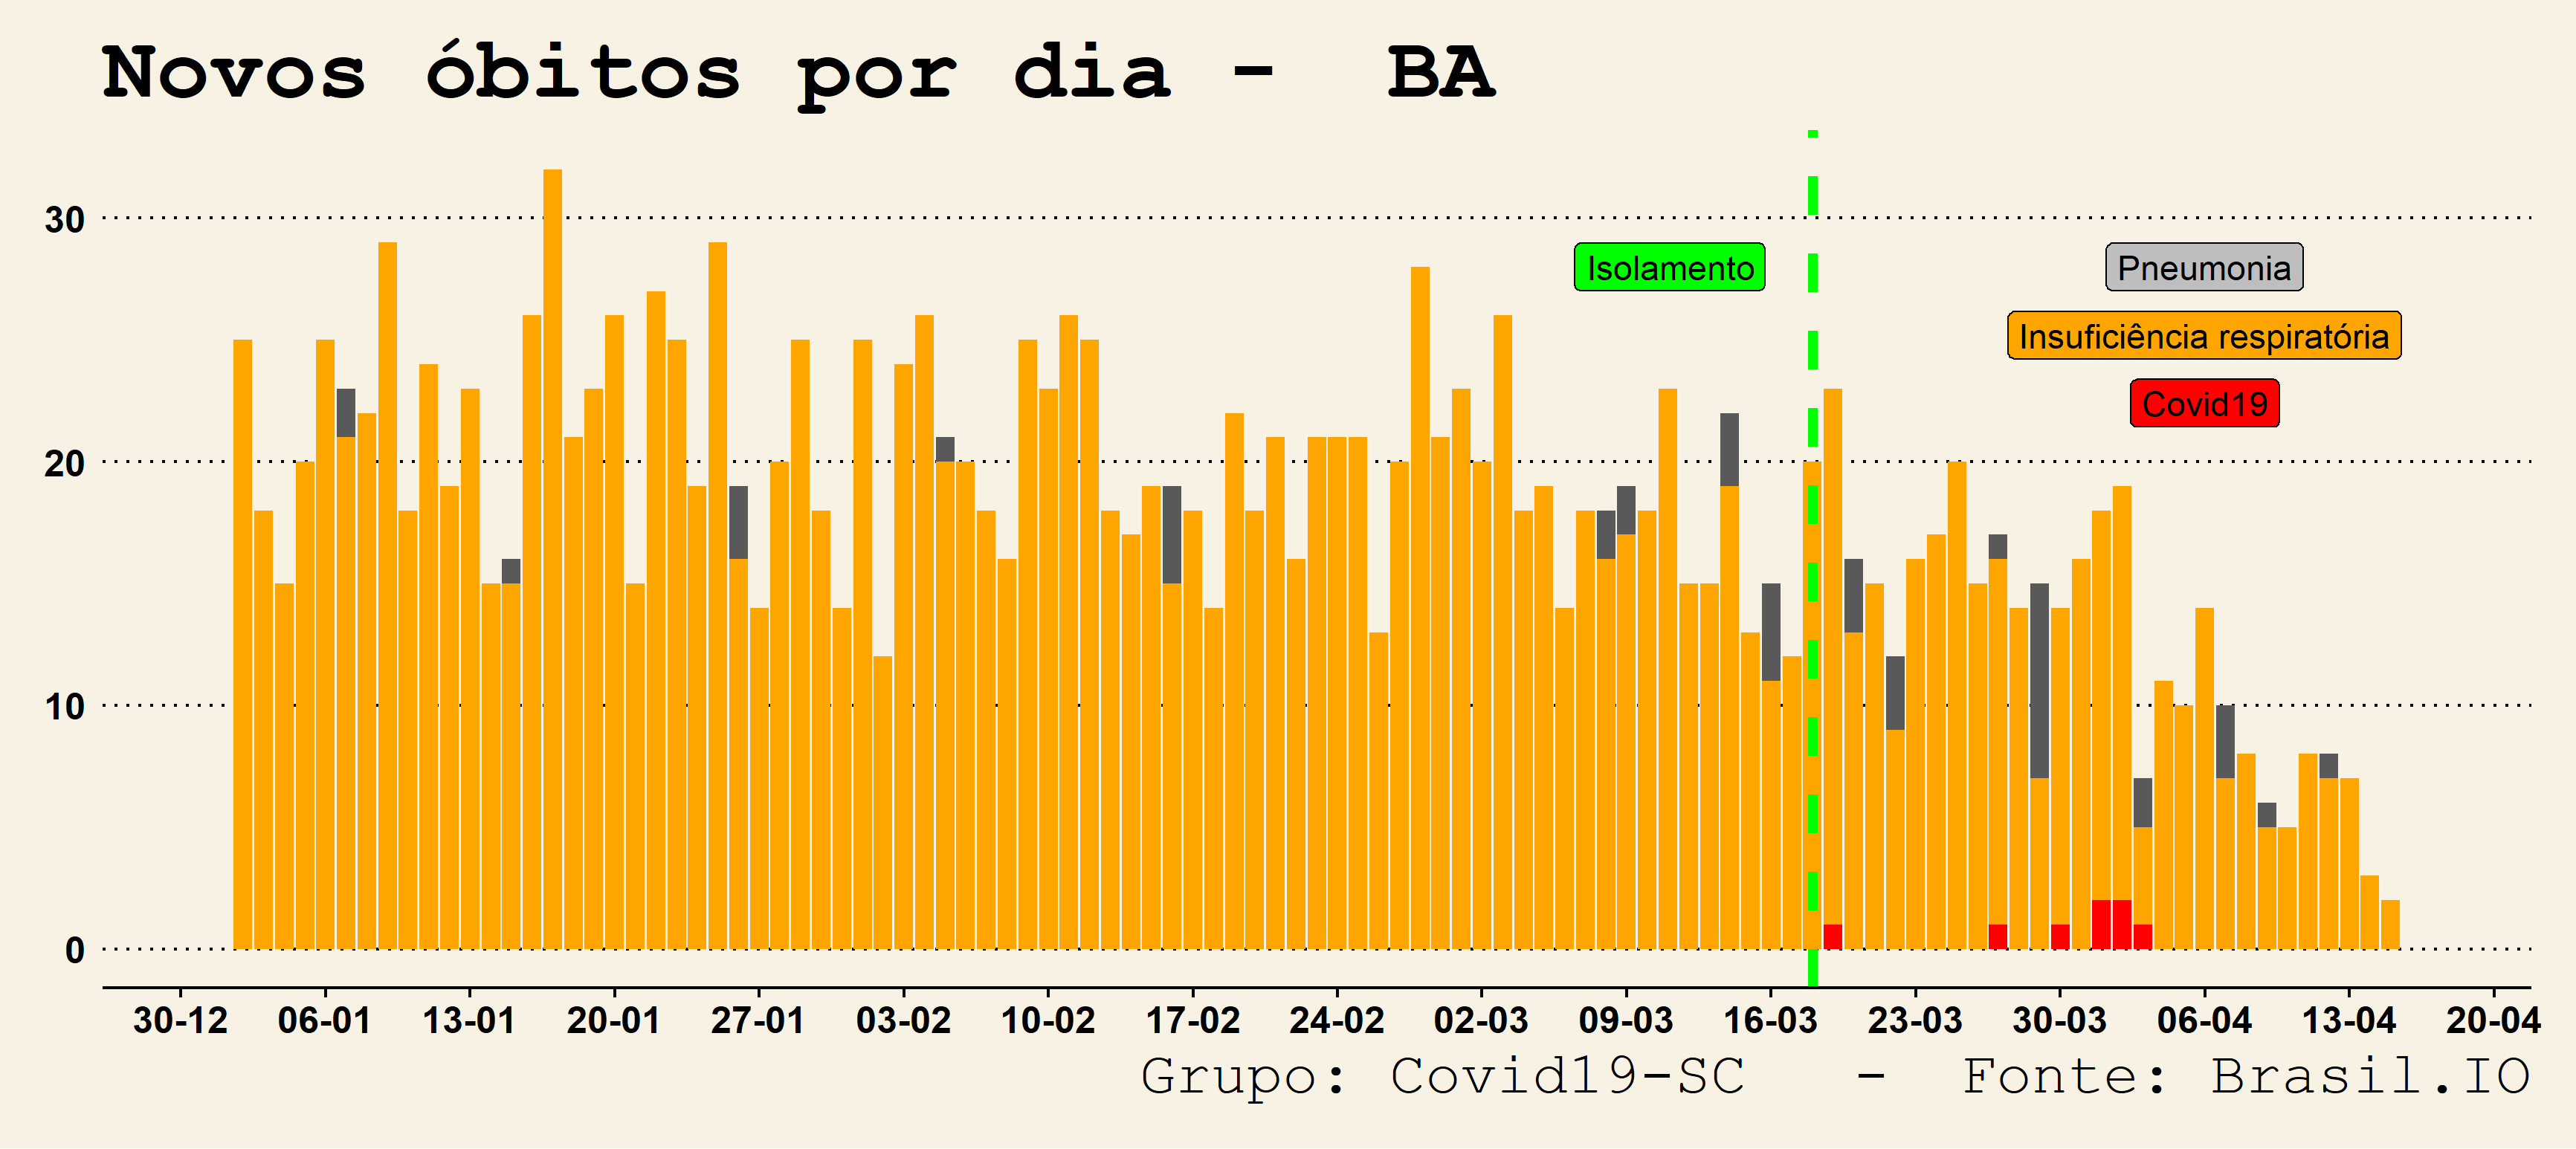 Novos óbitos por dia - BA
30
20
10
0
Isolamento
Pneumonia
Insuficiência respiratória
Covid19
30-12 06-01 13-01 20-01 27-01 03-02 10-02 17-02 24-02 02-03 09-03 16-03 23-03 30-03 06-04 13-04 20-04
Grupo: Covid19-SC - Fonte: Brasil.IO